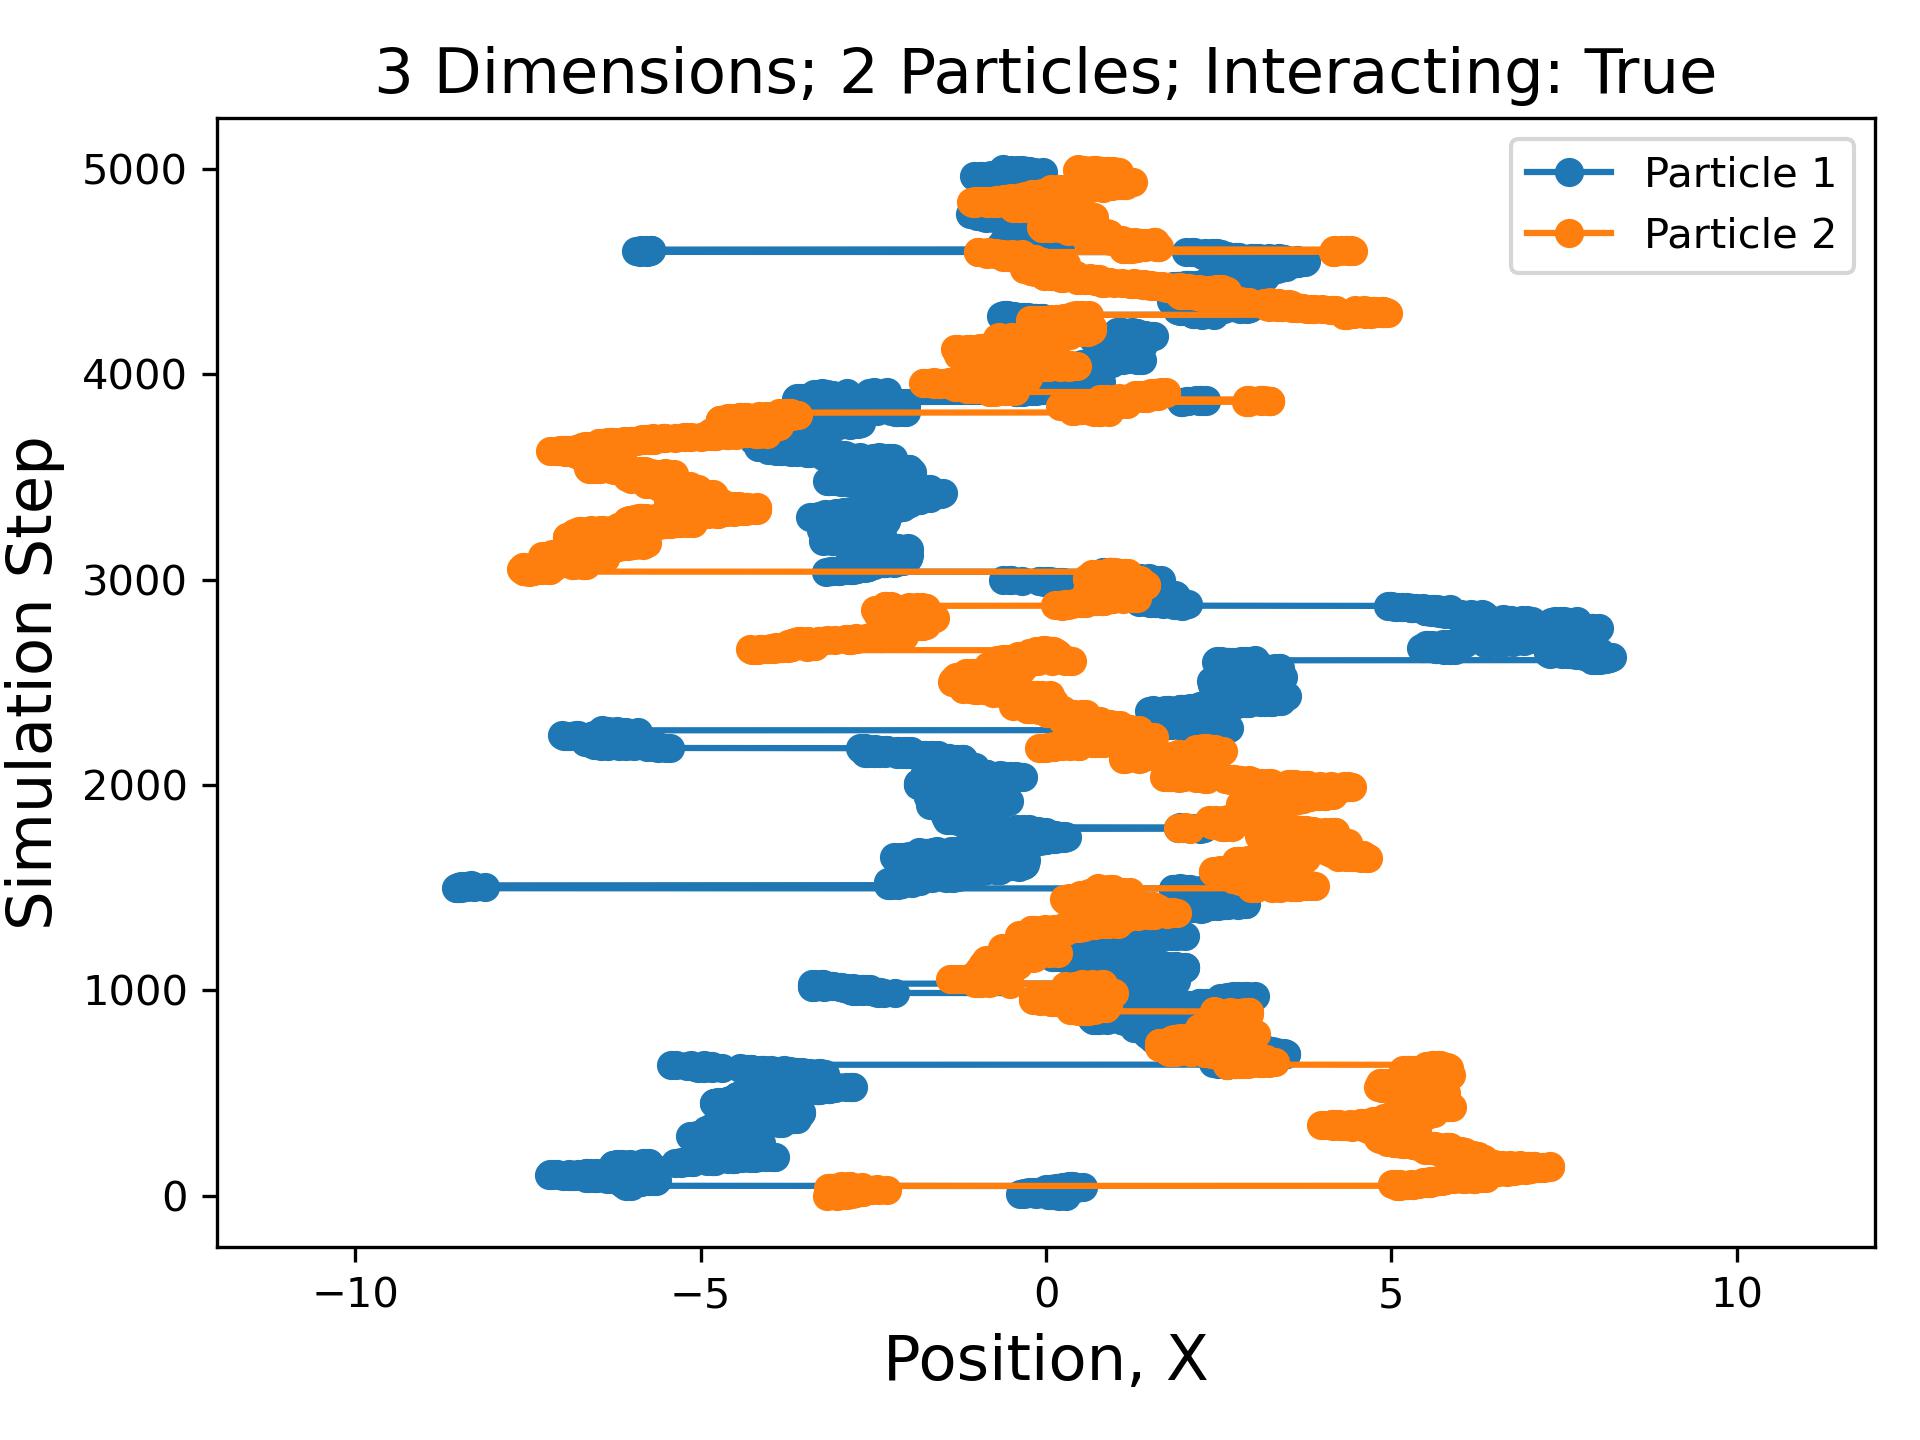 3 Dimensions; 2 Particles; Interacting: True
Particle 1
Particle 2
Simulation Step
5000
4000
3000
2000
1000
0
−10
−5
0
5
10
Position, X